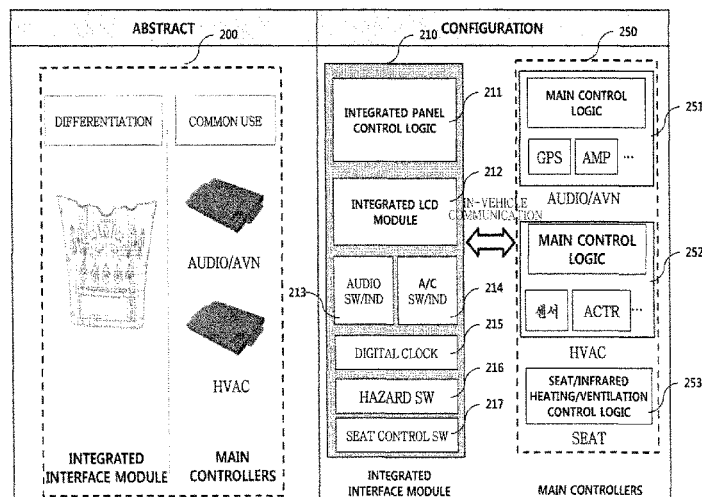 ABSTRACT
200
DIFFERENTIATION
COMMON USE
AUDIO/AVN
HVAC
INTEGRATED
INTERFACE MODULE
MAIN
CONTROLLERS
CONFIGURATION
210
INTEGRATED PANEL
CONTROL LOGIC
211
INTEGRATED LCD
MODULE
212
AUDIO
SW/IND
213
A/C
SW/IND
214
DIGITAL CLOCK
215
HAZARD SW
216
SEAT CONTROL SW
217
INTEGRATED
INTERFACE MODULE
IN-VEHICLE
COMMUNICATION
250
MAIN CONTROL
LOGIC
251
GPS
AMP
...
AUDIO/AVN
MAIN CONTROL
LOGIC
252
센서
ACTR
...
HVAC
SEAT/INFRARED
HEATING/VENTILATION
CONTROL LOGIC
253
SEAT
MAIN CONTROLLERS